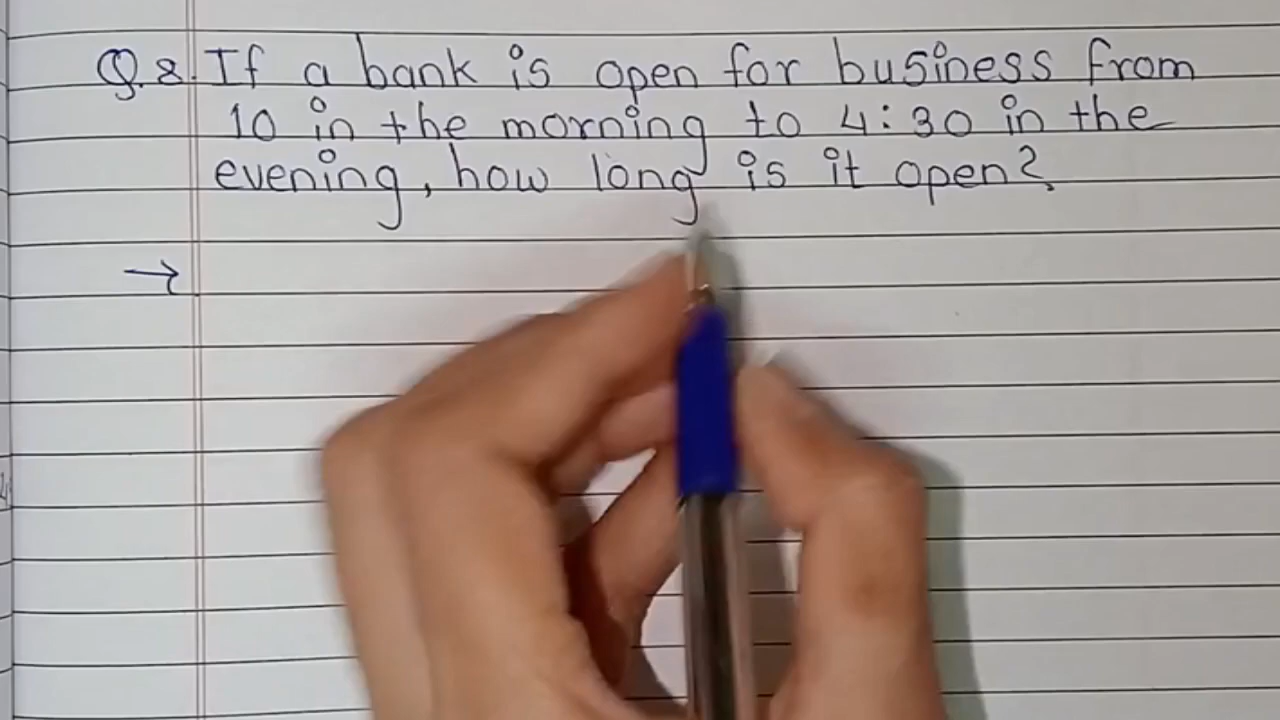 Q.8. If a bank is open for business from
10 in the morning to 4:30 in the
evening, how long is it open?
→